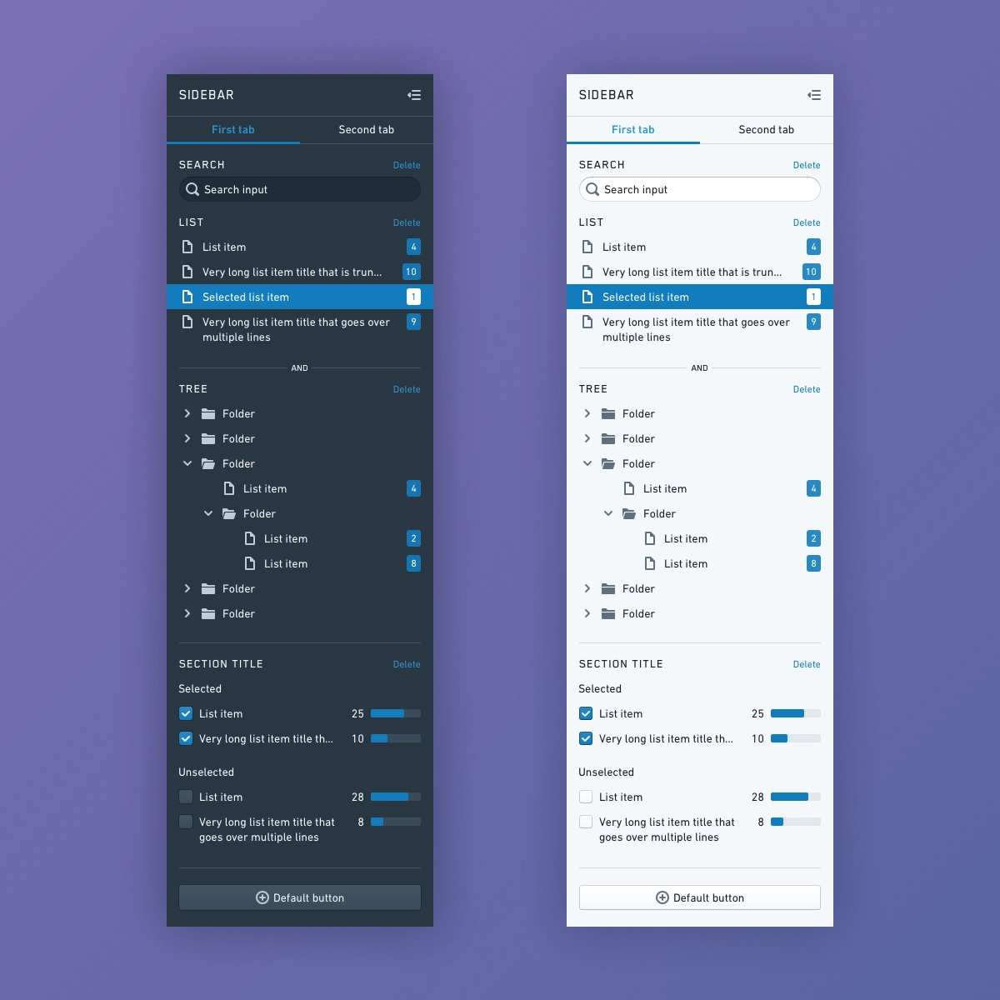 SIDEBAR
First tab
Second tab
SEARCH
Delete
Search input
LIST
Delete
List item
4
Very long list item title that is trun...
10
Selected list item
1
Very long list item title that goes over
9
multiple lines
AND
TREE
Delete
Folder
Folder
Folder
List item
4
Folder
List item
2
List item
8
Folder
Folder
SECTION TITLE
Delete
Selected
List item
25
Very long list item title th...
10
Unselected
List item
28
Very long list item title that
8
goes over multiple lines
Default button
SIDEBAR
First tab
Second tab
SEARCH
Delete
Search input
LIST
Delete
List item
4
Very long list item title that is trun...
10
Selected list item
1
Very long list item title that goes over
9
multiple lines
AND
TREE
Delete
Folder
Folder
Folder
List item
4
Folder
List item
2
List item
8
Folder
Folder
SECTION TITLE
Delete
Selected
List item
25
Very long list item title th...
10
Unselected
List item
28
Very long list item title that
8
goes over multiple lines
Default button